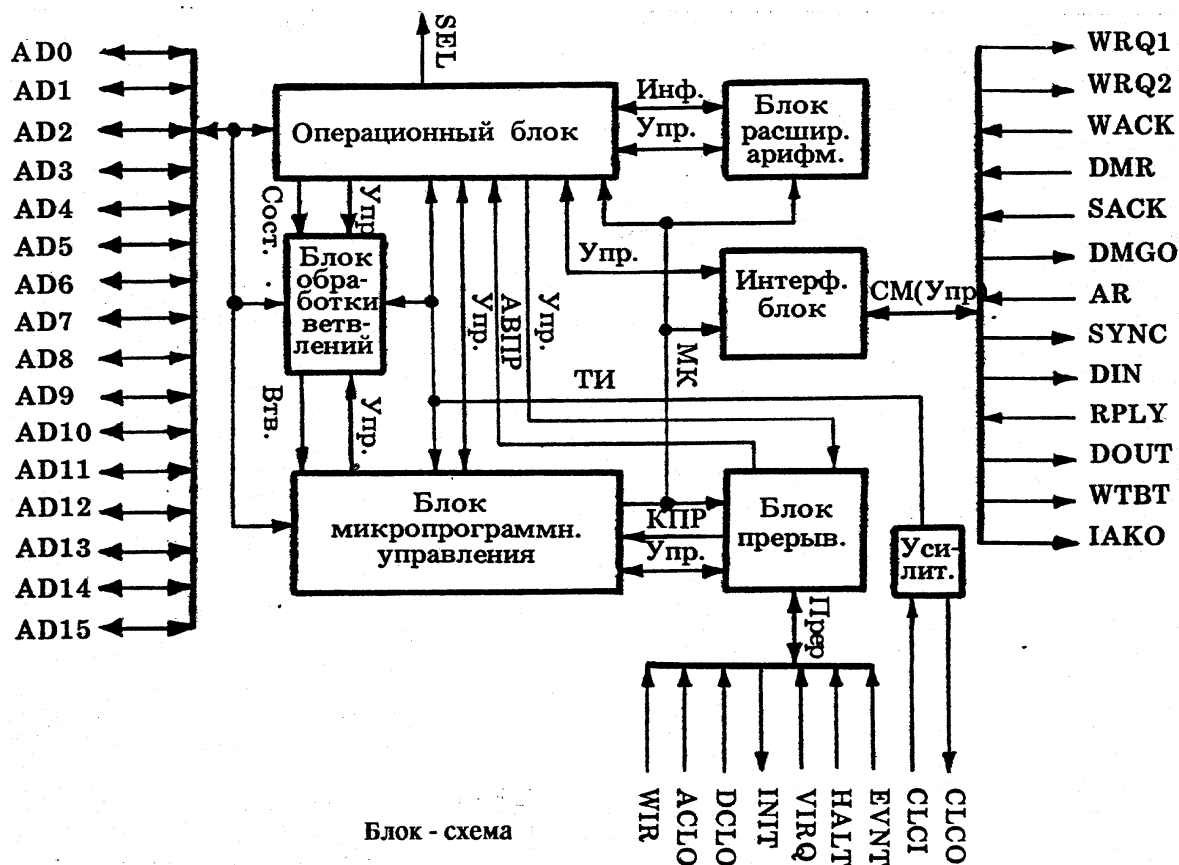 AD0
AD1
AD2
AD3
AD4
AD5
AD6
AD7
AD8
AD9
AD10
AD11
AD12
AD13
AD14
AD15
SEL
Операционный блок
Инф.
Упр.
Блок
расшир.
арифм.
Сост.
Упр
Блок
обра-
ботки
ветв-
лений
Упр.
АВПР
Упр.
Упр.
Интерф.
блок
СМ(Упр)
МК
ТИ
Втв.
Упр.
Блок
микропрограммн.
управления
КПР
Упр.
Блок
прерыв.
Уси-
лит.
Прер
WRQ1
WRQ2
WACK
DMR
SACK
DMGO
AR
SYNC
DIN
RPLY
DOUT
WTBT
IAKO
WIR
ACLO
DCLO
INIT
VIRQ
HALT
EVNT
CLCI
CLCO
Блок - схема